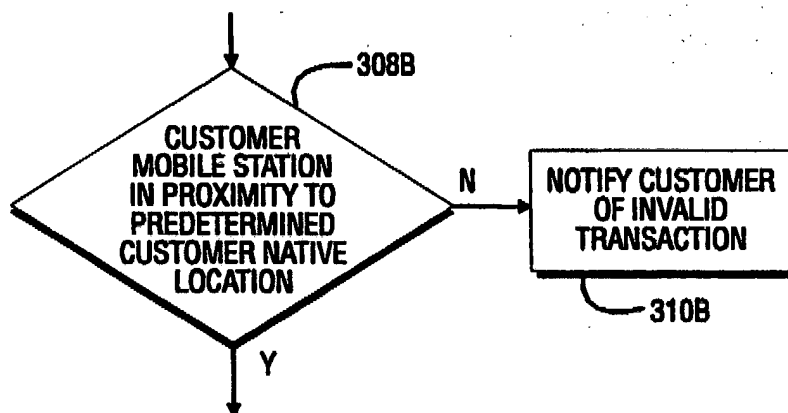 308B
CUSTOMER
MOBILE STATION
IN PROXIMITY TO
PREDETERMINED
CUSTOMER NATIVE
LOCATION
N
NOTIFY CUSTOMER
OF INVALID
TRANSACTION
310B
Y